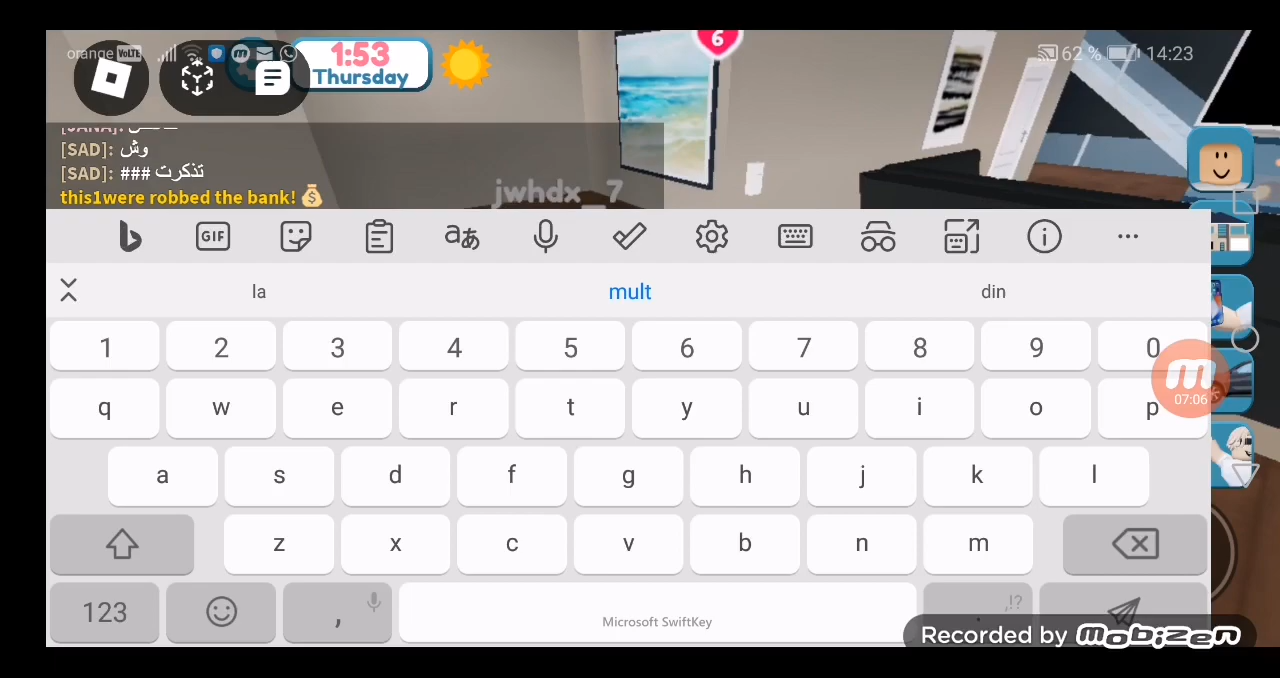 orange VoLTE
62 % 14:23
1:53
Thursday
6
[SAD]: وش
[SAD]: ### تذكرت
this1were robbed the bank!
jwhdx_7
GIF
la mult din
1 2 3 4 5 6 7 8 9 0
q w e r t y u i o p
07:06
a s d f g h j k l
z x c v b n m
123 , Microsoft SwiftKey . ,!?
Recorded by mobizen